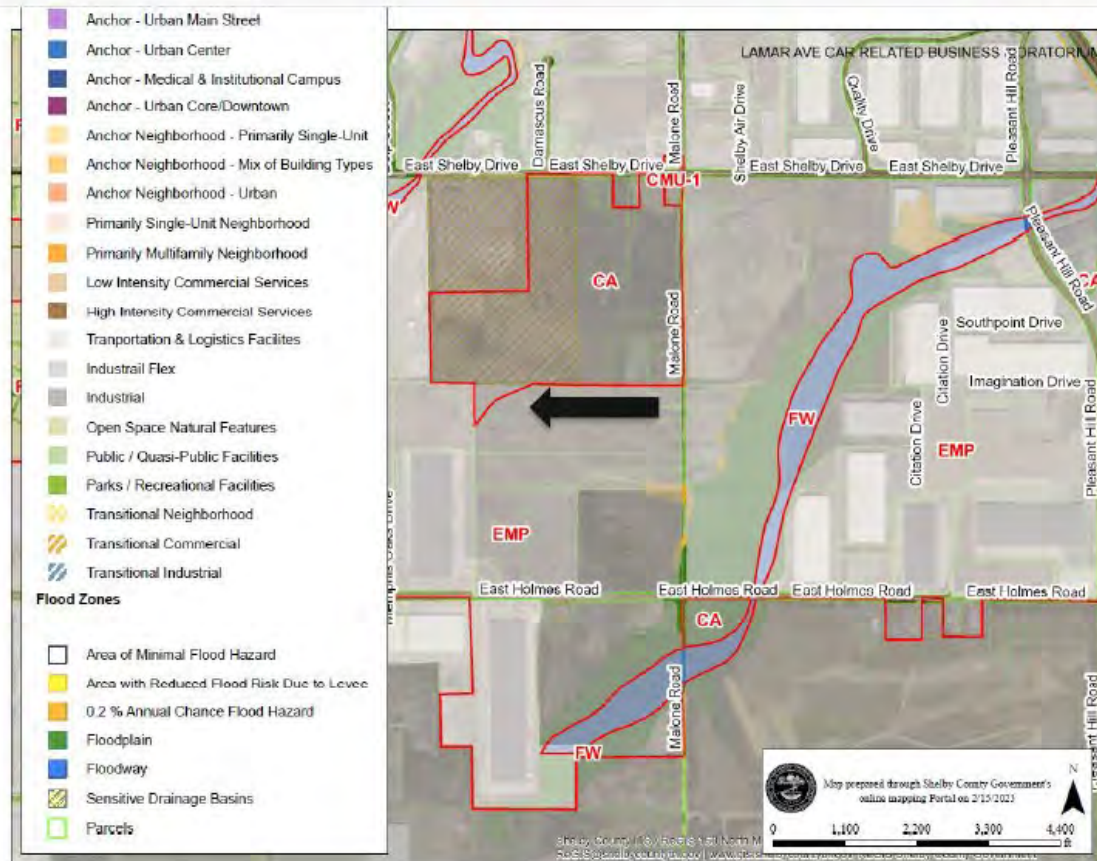 Anchor - Urban Main Street
Anchor - Urban Center
Anchor - Medical & Institutional Campus
Anchor - Urban Core/Downtown
Anchor Neighborhood - Primarily Single-Unit
Anchor Neighborhood - Mix of Building Types
Anchor Neighborhood - Urban
Primarily Single-Unit Neighborhood
Primarily Multifamily Neighborhood
Low Intensity Commercial Services
High Intensity Commercial Services
Tranportation & Logistics Facilites
Industrail Flex
Industrial
Open Space Natural Features
Public / Quasi-Public Facilities
Parks / Recreational Facilities
Transitional Neighborhood
Transitional Commercial
Transitional Industrial
Flood Zones
Area of Minimal Flood Hazard
Area with Reduced Flood Risk Due to Levee
0.2 % Annual Chance Flood Hazard
Floodplain
Floodway
Sensitive Drainage Basins
Parcels
LAMAR AVE CAR RELATED BUSINESS
Damascus Road
Malone Road
Shelby Air Drive
Quality Drive
Pleasant Hill Road
East Shelby Drive
East Shelby Drive
East Shelby Drive
East Shelby Drive
CMU-1
Pleasant Hill Road
CA
Malone Road
CA
Southpoint Drive
Citation Drive
Imagination Drive
FW
Citation Drive
EMP
Pleasant Hill Road
EMP
East Holmes Road
East Holmes Road
East Holmes Road
East Holmes Road
CA
Malone Road
FW
Map prepared through Shelby County Government's
online mapping Portal on 2/15/2023
N
0 1,100 2,200 3,300 4,400
ft